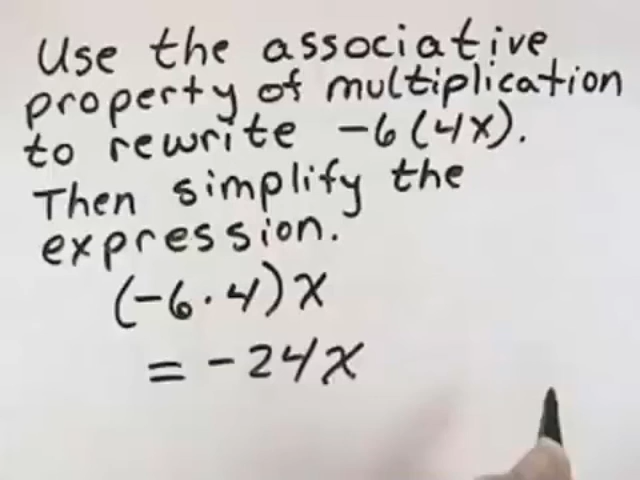 Use the associative
property of multiplication
to rewrite -6(4x).
Then simplify the
expression.
(-6·4)x
= -24x